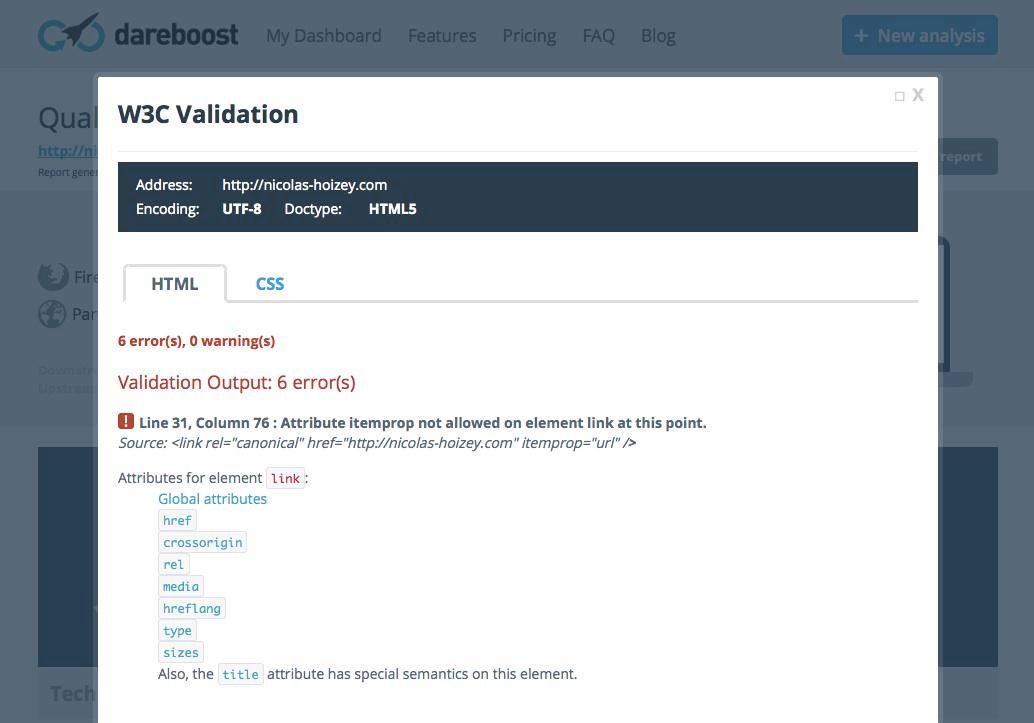 dareboost My Dashboard Features Pricing FAQ Blog + New analysis
W3C Validation
X
Qual
http://ni
Report gener
report
Address: http://nicolas-hoizey.com
Encoding: UTF-8 Doctype: HTML5
HTML CSS
Fire
Par
6 error(s), 0 warning(s)
Downstre
Upstrea
Validation Output: 6 error(s)
! Line 31, Column 76 : Attribute itemprop not allowed on element link at this point.
Source: <link rel="canonical" href="http://nicolas-hoizey.com" itemprop="url" />
Attributes for element link:
Global attributes
href
crossorigin
rel
media
hreflang
type
sizes
Also, the title attribute has special semantics on this element.
Tech